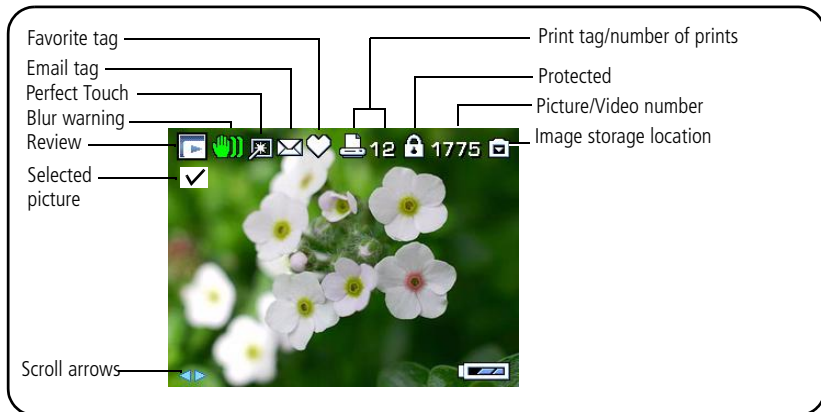 Favorite tag
Email tag
Perfect Touch
Blur warning
Review
Selected
picture
Scroll arrows
Print tag/number of prints
Protected
Picture/Video number
Image storage location
12 1775